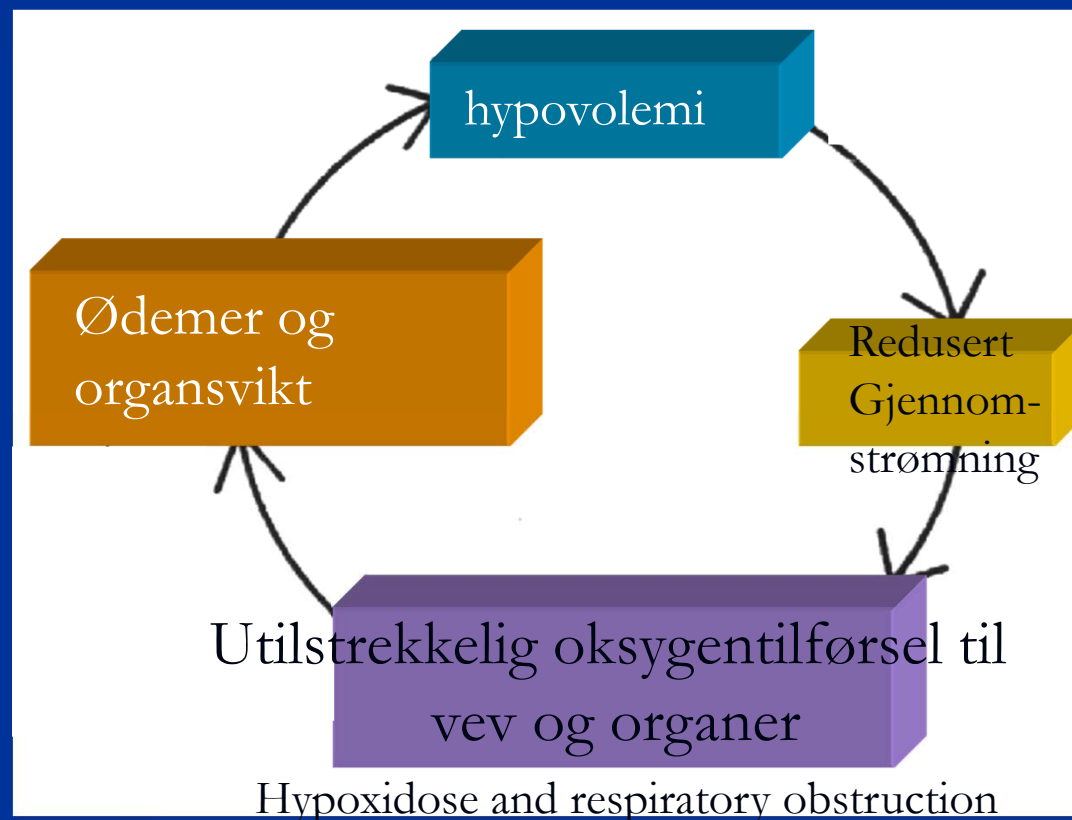 hypovolemi
Ødemer og
organsvikt
Redusert
Gjennom-
strømning
Utilstrekkelig oksygentilførsel til
vev og organer
Hypoxidose and respiratory obstruction